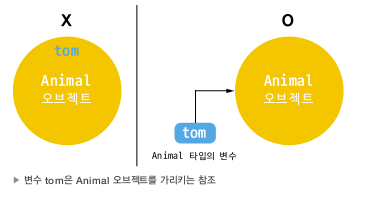 X
tom
Animal
오브젝트
O
Animal
오브젝트
tom
Animal 타입의 변수
▶ 변수 tom은 Animal 오브젝트를 가리키는 참조